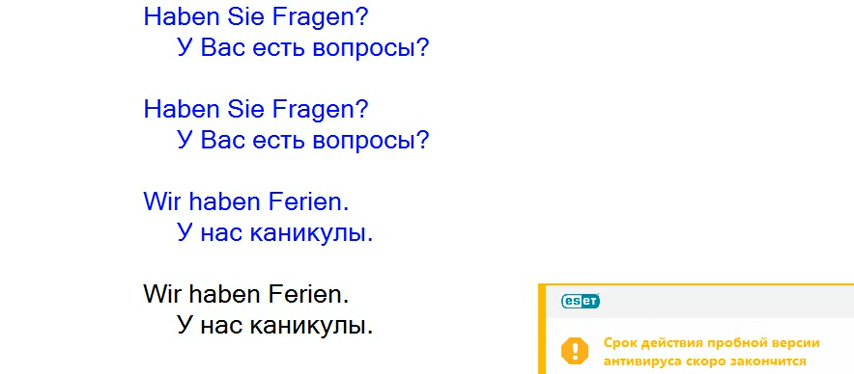 Haben Sie Fragen?
У Вас есть вопросы?
Haben Sie Fragen?
У Вас есть вопросы?
Wir haben Ferien.
У нас каникулы.
Wir haben Ferien.
У нас каникулы.
eset
Срок действия пробной версии
антивируса скоро закончится